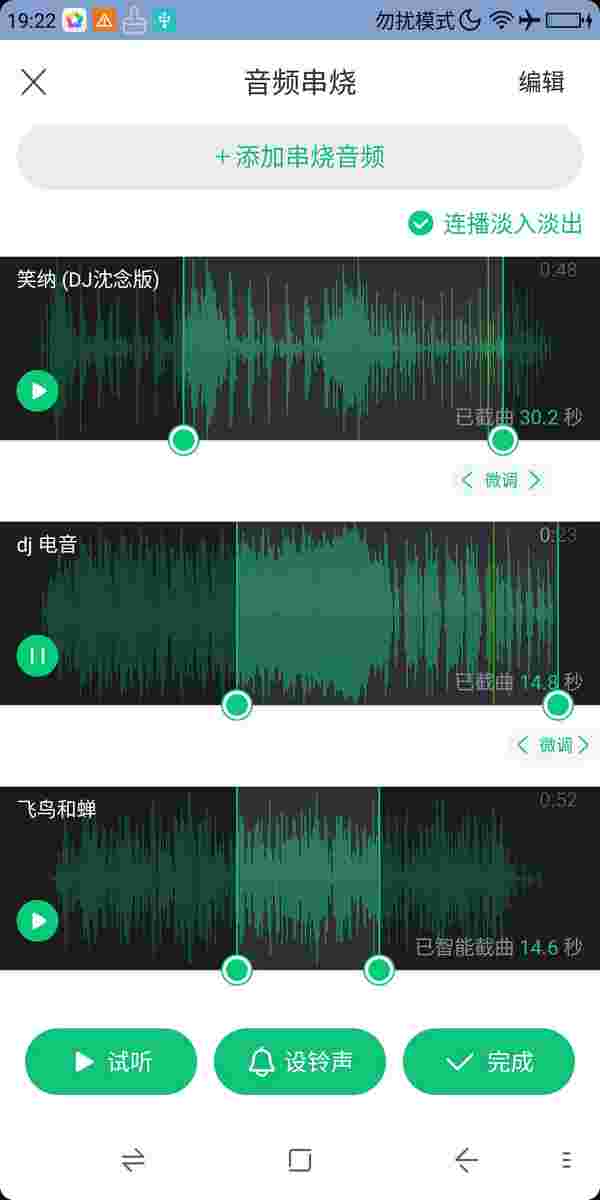 19:22 勿扰模式
音频串烧 编辑
+添加串烧音频
连播淡入淡出
笑纳 (DJ沈念版) 0:48
已截曲 30.2 秒
微调
dj 电音 0:23
已截曲 14.8 秒
微调
飞鸟和蝉 0:52
已智能截曲 14.6 秒
试听 设铃声 完成